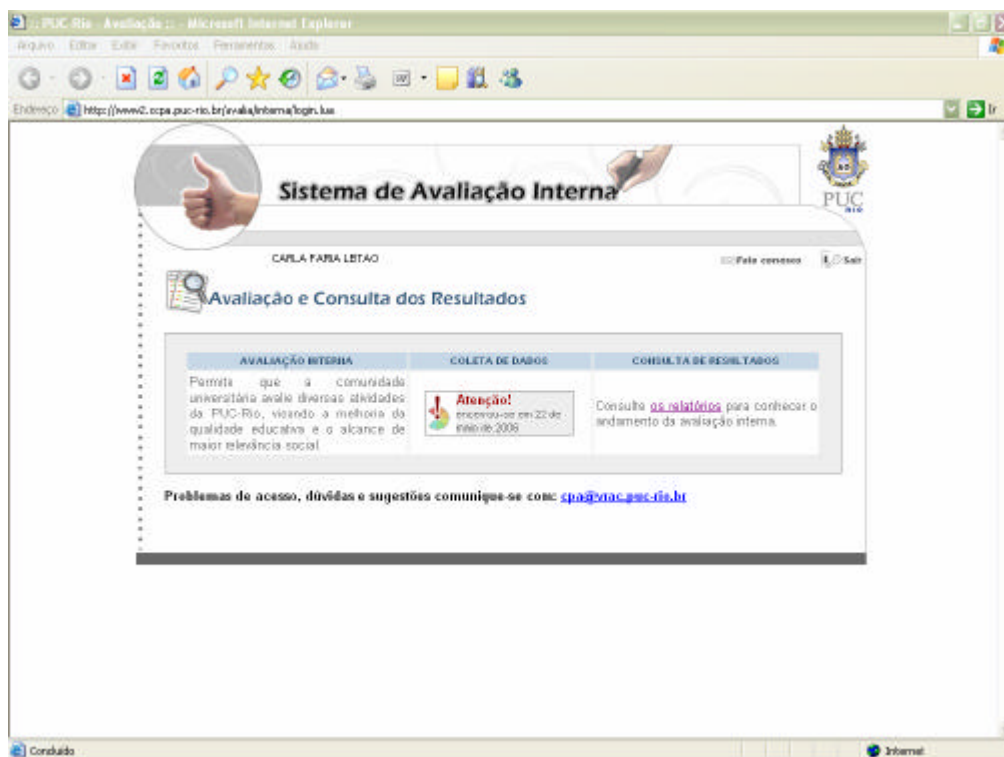 :: PUC-Rio - Avaliação :: - Microsoft Internet Explorer
Arquivo Editar Exibir Favoritos Ferramentas Ajuda
Endereço http://www2.ccpa.puc-rio.br/avalia/interna/login.lua Ir
Sistema de Avaliação Interna
PUC
RIO
CARLA FARIA LEITAO Fale conosco Sair
Avaliação e Consulta dos Resultados
AVALIAÇÃO INTERNA COLETA DE DADOS CONSULTA DE RESULTADOS
Permite que a comunidade
universitária avalie diversas atividades
da PUC-Rio, visando a melhoria da
qualidade educativa e o alcance de
maior relevância social.
Atenção!
encerrou-se em 22 de
maio de 2006
Consulte os relatórios para conhecer o
andamento da avaliação interna.
Problemas de acesso, dúvidas e sugestões comunique-se com: cpa@vrac.puc-rio.br
Concluído Internet